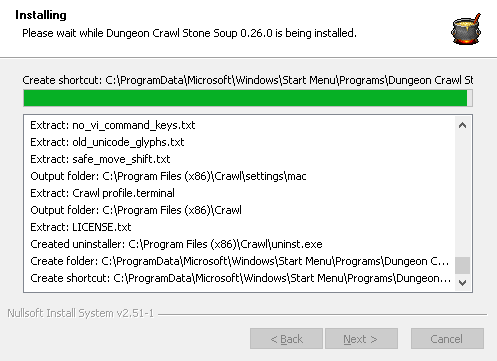 Installing
Please wait while Dungeon Crawl Stone Soup 0.26.0 is being installed.
Create shortcut: C:\ProgramData\Microsoft\Windows\Start Menu\Programs\Dungeon Crawl St
Extract: no_vi_command_keys.txt
Extract: old_unicode_glyphs.txt
Extract: safe_move_shift.txt
Output folder: C:\Program Files (x86)\Crawl\settings\mac
Extract: Crawl profile.terminal
Output folder: C:\Program Files (x86)\Crawl
Extract: LICENSE.txt
Created uninstaller: C:\Program Files (x86)\Crawl\uninst.exe
Create folder: C:\ProgramData\Microsoft\Windows\Start Menu\Programs\Dungeon C...
Create shortcut: C:\ProgramData\Microsoft\Windows\Start Menu\Programs\Dungeon...
Nullsoft Install System v2.51-1
< Back Next > Cancel